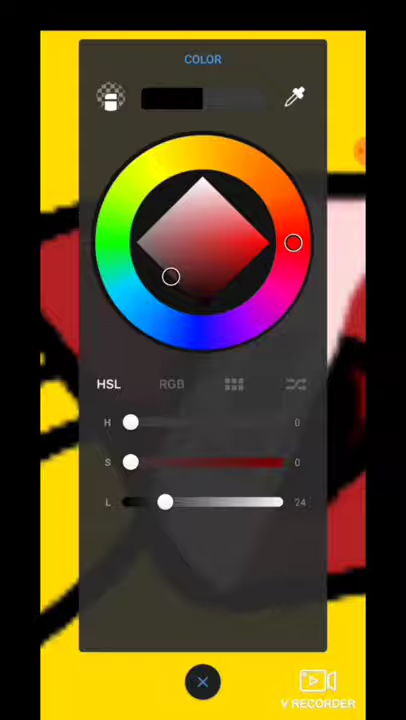 COLOR
HSL RGB
H 0
S 0
L 24
V RECORDER